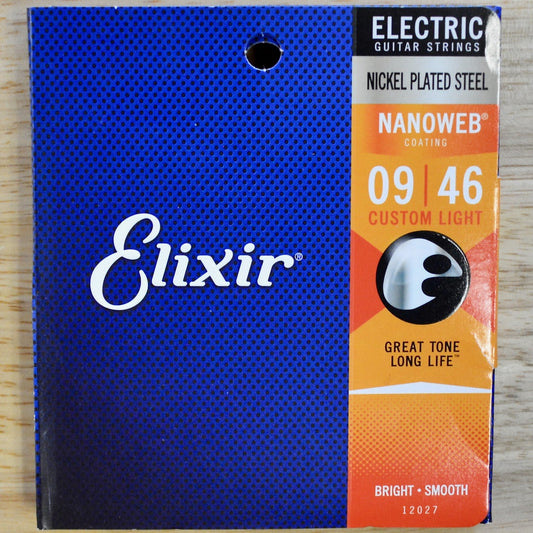 ELECTRIC
GUITAR STRINGS
NICKEL PLATED STEEL
NANOWEB®
COATING
09 | 46
CUSTOM LIGHT
Elixir®
GREAT TONE
LONG LIFE™
BRIGHT • SMOOTH
12027